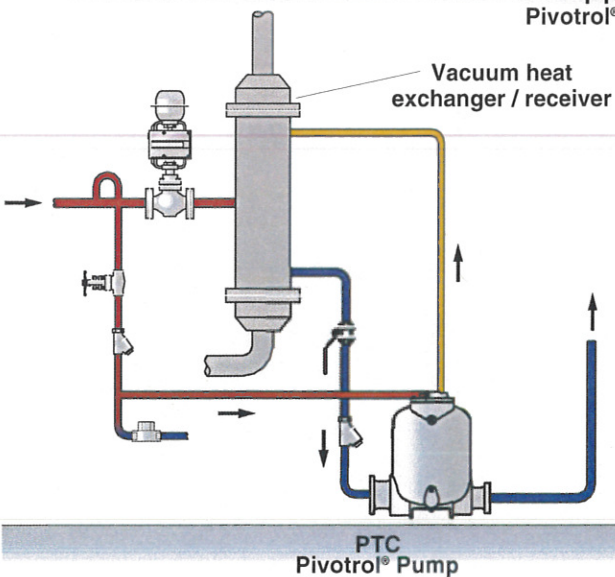 Pivotrol®
Vacuum heat
exchanger / receiver
PTC
Pivotrol® Pump